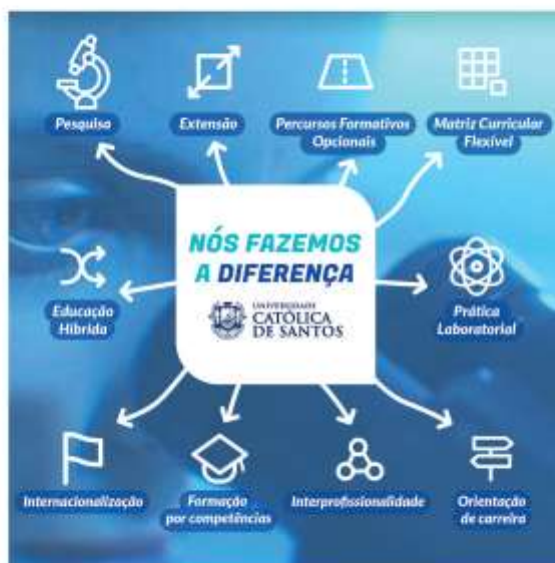 Pesquisa
Extensão
Percursos Formativos
Opcionais
Matriz Curricular
Flexível
NÓS FAZEMOS
A DIFERENÇA
UNIVERSIDADE
CATÓLICA
DE SANTOS
Educação
Híbrida
Prática
Laboratorial
Internacionalização
Formação
por competências
Interprofissionalidade
Orientação
de carreira